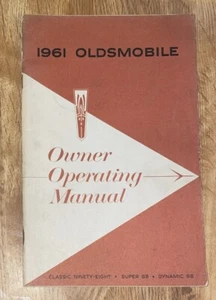 1961 OLDSMOBILE
Owner
Operating
Manual
CLASSIC NINETY-EIGHT • SUPER 88 • DYNAMIC 88